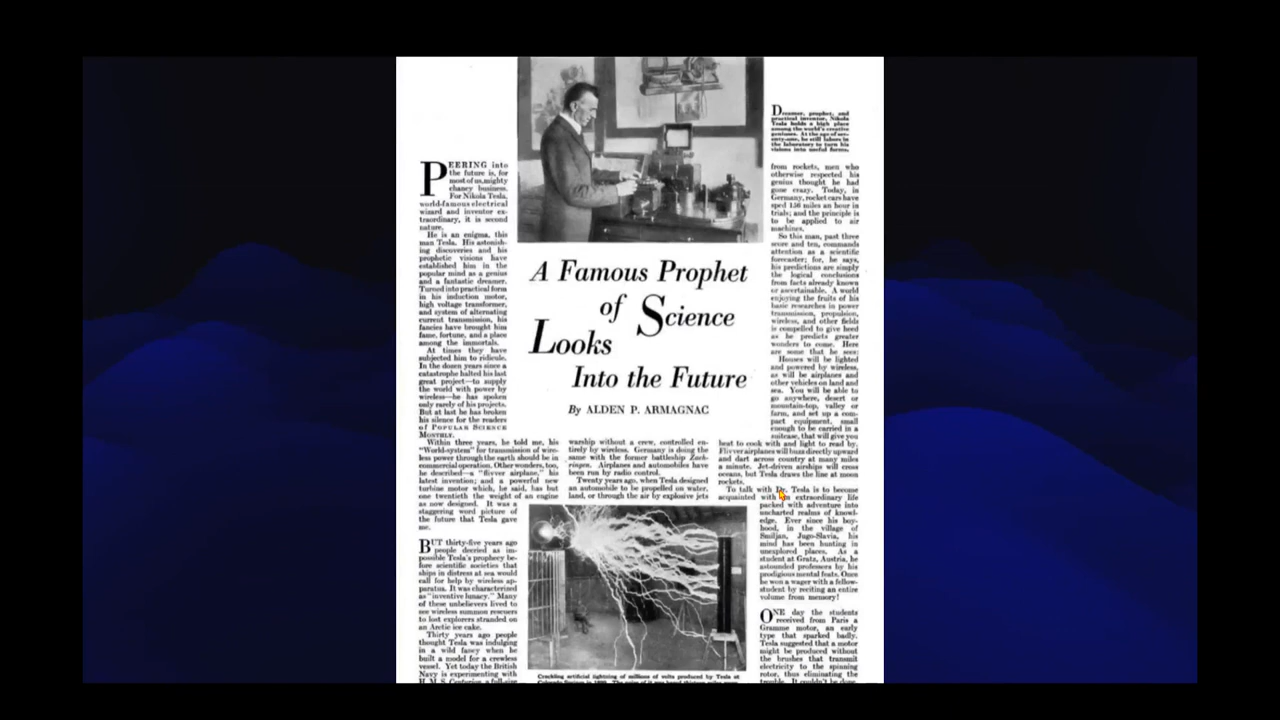 Dreamer, prophet, and
practical inventor, Nikola
Tesla holds a high place
among the world's creative
geniuses. At the age of sev-
enty-one, he still labors in
the laboratory to turn his
visions into useful forms.
A Famous Prophet
of Science
Looks
Into the Future
By ALDEN P. ARMAGNAC
PEERING into
the future is, for
most of us, mighty
chancy business.
For Nikola Tesla,
world-famous electrical
wizard and inventor ex-
traordinary, it is second
nature.
He is an enigma, this
man Tesla. His astonish-
ing discoveries and his
prophetic visions have
established him in the
popular mind as a genius
and a fantastic dreamer.
Turned into practical form
in his induction motor,
high voltage transformer,
and system of alternating
current transmission, his
fancies have brought him
fame, fortune, and a place
among the immortals.
At times they have
subjected him to ridicule.
In the dozen years since a
catastrophe halted his last
great project—to supply
the world with power by
wireless—he has spoken
only rarely of his projects.
But at last he has broken
his silence for the readers
of POPULAR SCIENCE
MONTHLY.
Within three years, he told me, his
"World-system" for transmission of wire-
less power through the earth should be in
commercial operation. Other wonders, too,
he described—a "flivver airplane," his
latest invention; and a powerful new
turbine motor which, he said, has but
one twentieth the weight of an engine
as now designed. It was a
staggering word picture of
the future that Tesla gave
me.
BUT thirty-five years ago
people decried as im-
possible Tesla's prophecy be-
fore scientific societies that
ships in distress at sea would
call for help by wireless ap-
paratus. It was characterized
as "inventive lunacy." Many
of these unbelievers lived to
see wireless summon rescuers
to lost explorers stranded on
an Arctic ice cake.
Thirty years ago people
thought Tesla was indulging
in a wild fancy when he
built a model for a crewless
vessel. Yet today the British
Navy is experimenting with
H. M. S. Centurion, a full-size
warship without a crew, controlled en-
tirely by wireless. Germany is doing the
same with the former battleship Zaeh-
ringen. Airplanes and automobiles have
been run by radio control.
Twenty years ago, when Tesla designed
an automobile to be propelled on water,
land, or through the air by explosive jets
from rockets, men who
otherwise respected his
genius thought he had
gone crazy. Today, in
Germany, rocket cars have
sped 156 miles an hour in
trials; and the principle is
to be applied to air
machines.
So this man, past three
score and ten, commands
attention as a scientific
forecaster; for, he says,
his predictions are simply
the logical conclusions
from facts already known
or ascertainable. A world
enjoying the fruits of his
basic researches in power
transmission, propulsion,
wireless, and other fields
is compelled to give heed
as he predicts greater
wonders to come. Here
are some that he sees:
Houses will be lighted
and powered by wireless,
as will be airplanes and
other vehicles on land and
sea. You will be able to
go anywhere, desert or
mountain-top, valley or
farm, and set up a com-
pact equipment, small
enough to be carried in a
suitcase, that will give you
heat to cook with and light to read by.
Flivver airplanes will buzz directly upward
and dart across country at many miles
a minute. Jet-driven airships will cross
oceans, but Tesla draws the line at moon
rockets.
To talk with Dr. Tesla is to become
acquainted with an extraordinary life
packed with adventure into
uncharted realms of knowl-
edge. Ever since his boy-
hood, in the village of
Smiljan, Jugo-Slavia, his
mind has been hunting in
unexplored places. As a
student at Gratz, Austria, he
astounded professors by his
prodigious mental feats. Once
he won a wager with a fellow-
student by reciting an entire
volume from memory!
ONE day the students
received from Paris a
Gramme motor, an early
type that sparked badly.
Tesla suggested that a motor
might be produced without
the brushes that transmit
electricity to the spinning
rotor, thus eliminating the
trouble. It couldn't be done,
Crackling artificial lightning of millions of volts produced by Tesla at
Colorado Springs in 1899.